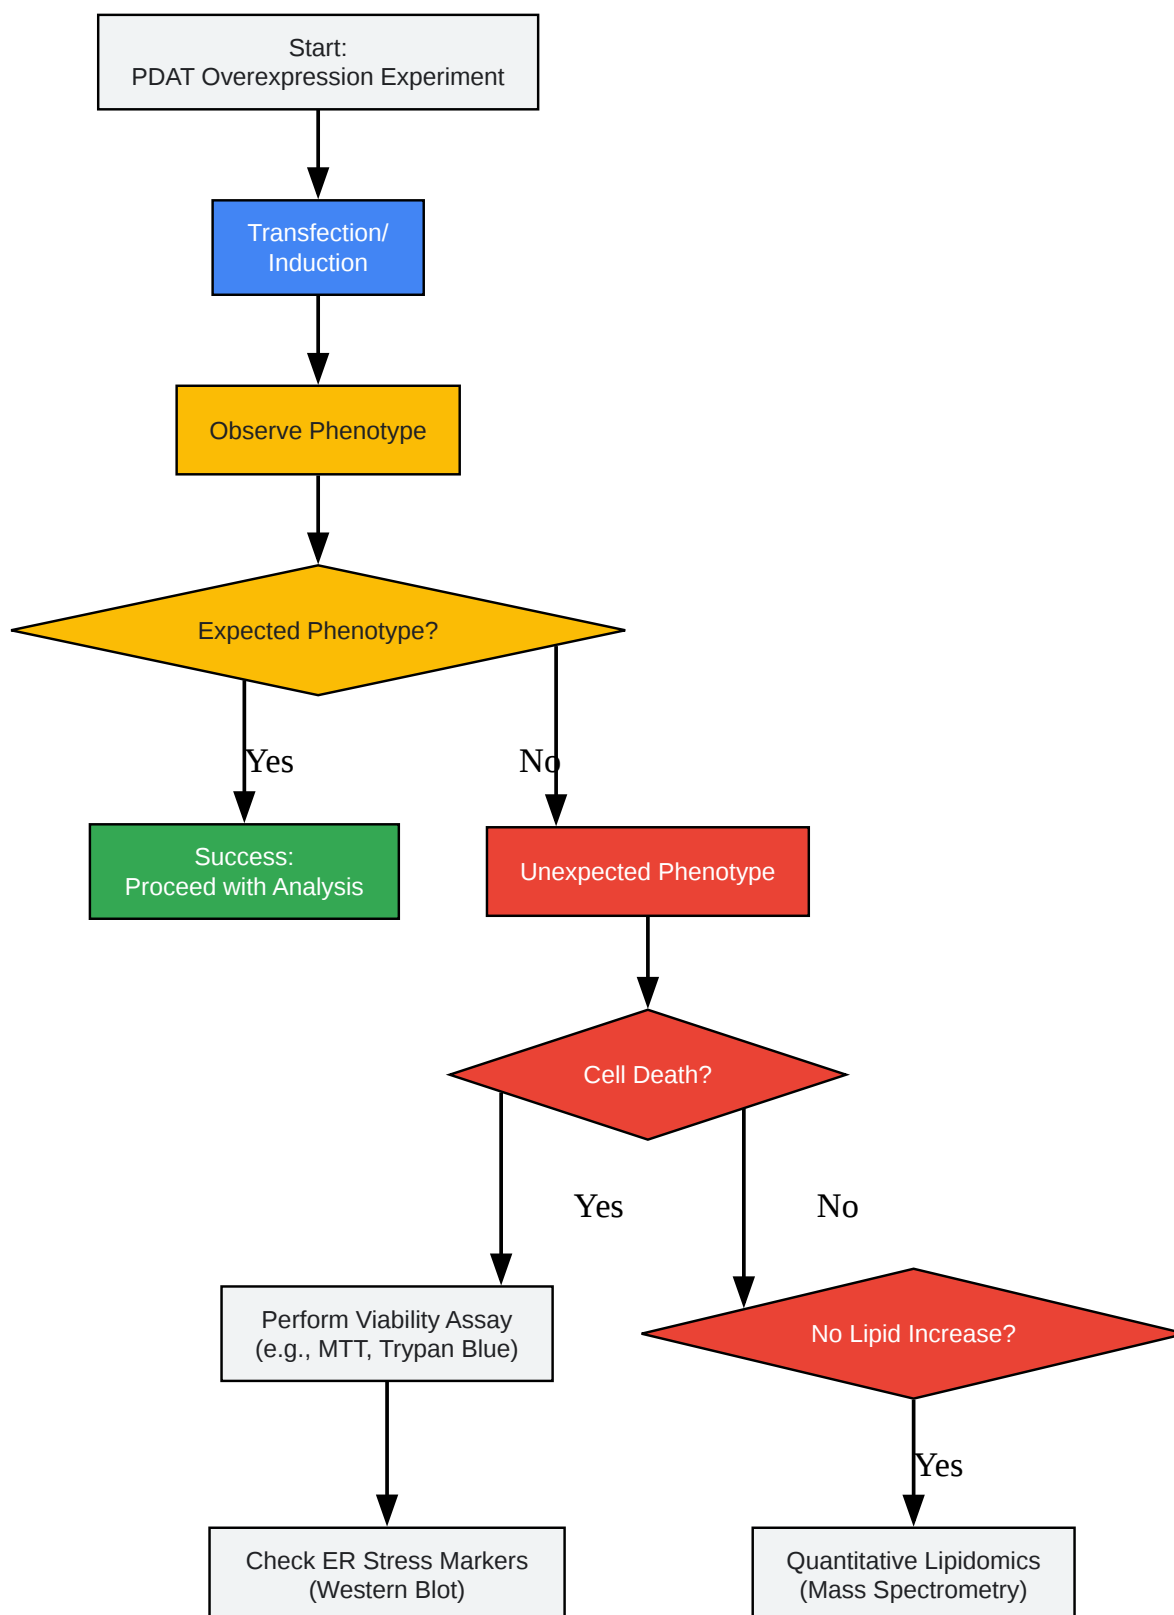 Start:
PDAT Overexpression Experiment
Transfection/
Induction
Observe Phenotype
Expected Phenotype?
Yes
No
Success:
Proceed with Analysis
Unexpected Phenotype
Cell Death?
Yes
No
Perform Viability Assay
(e.g., MTT, Trypan Blue)
No Lipid Increase?
Yes
Check ER Stress Markers
(Western Blot)
Quantitative Lipidomics
(Mass Spectrometry)